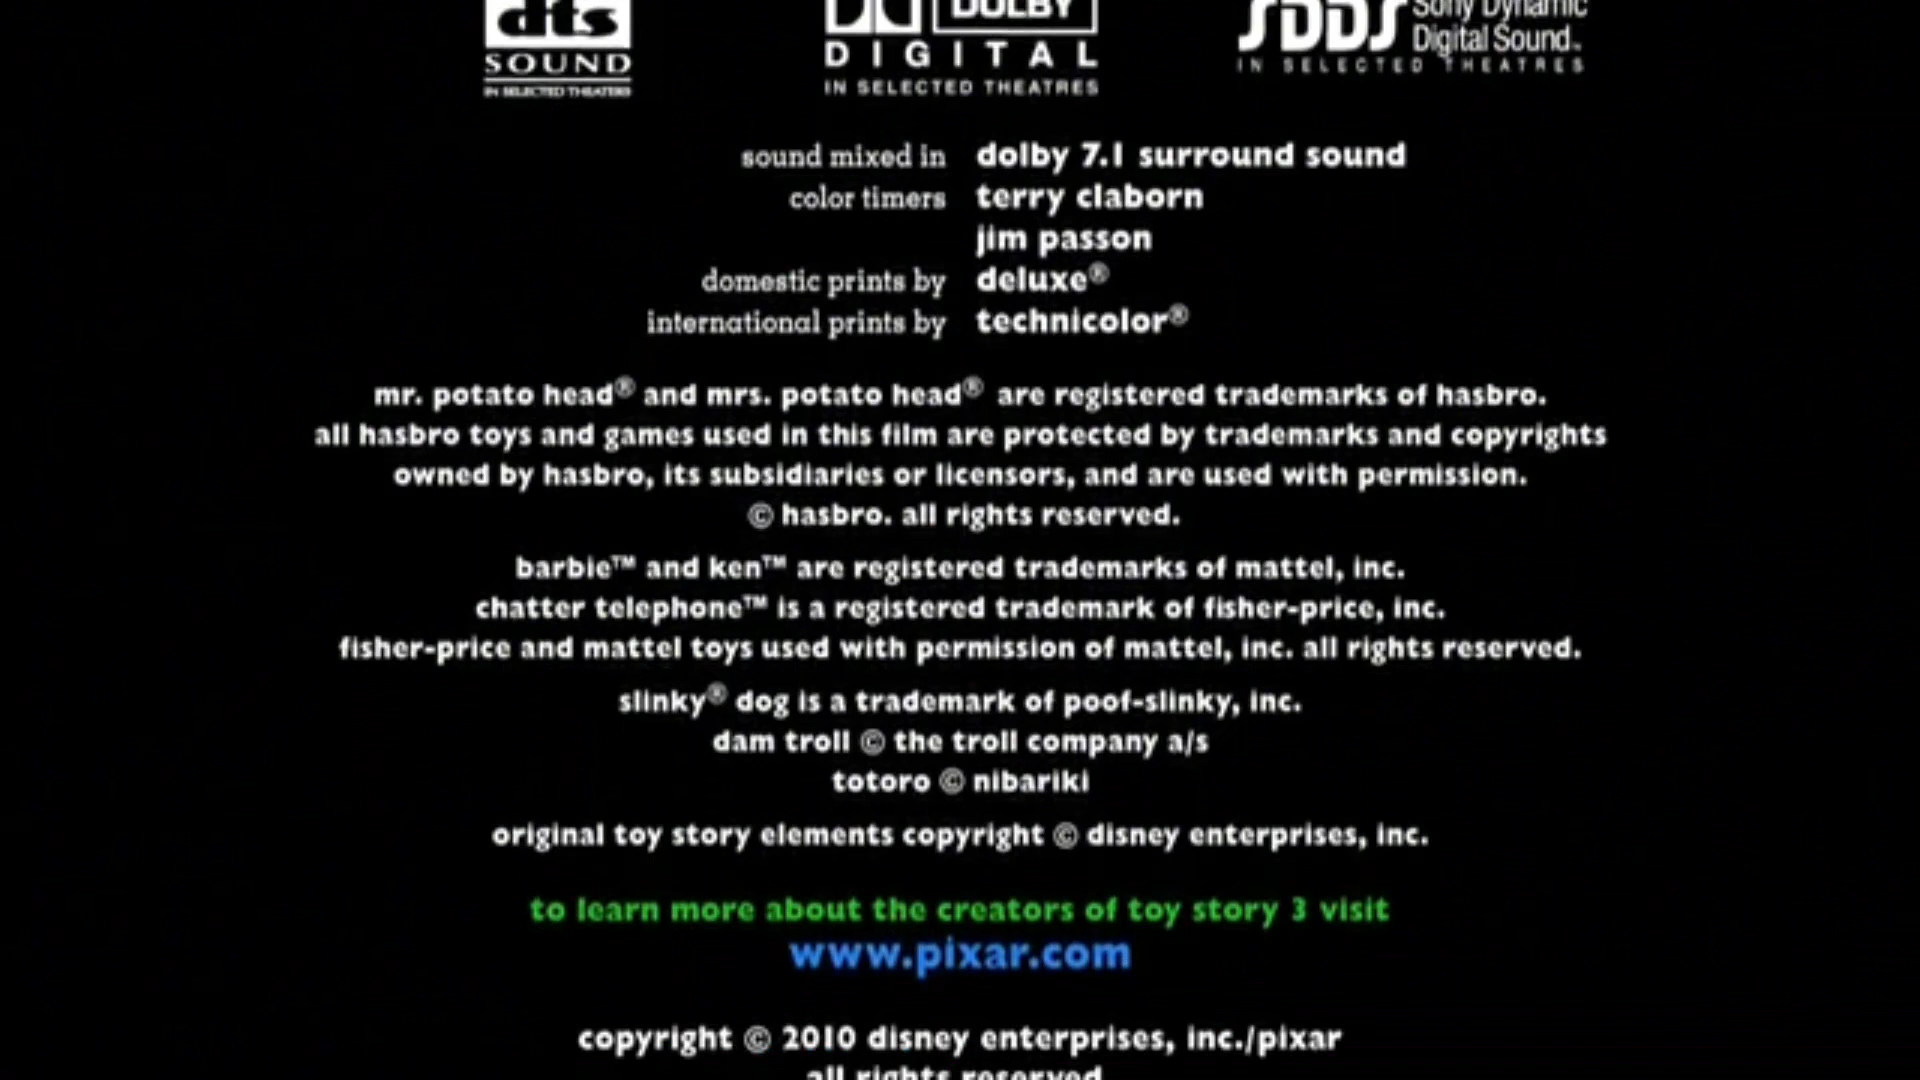 dts
SOUND
IN SELECTED THEATERS
DOLBY
DIGITAL
IN SELECTED THEATRES
SDDS Sony Dynamic
Digital Sound™
IN SELECTED THEATRES
sound mixed in dolby 7.1 surround sound
color timers terry claborn
jim passon
domestic prints by deluxe®
international prints by technicolor®
mr. potato head® and mrs. potato head® are registered trademarks of hasbro.
all hasbro toys and games used in this film are protected by trademarks and copyrights
owned by hasbro, its subsidiaries or licensors, and are used with permission.
© hasbro. all rights reserved.
barbie™ and ken™ are registered trademarks of mattel, inc.
chatter telephone™ is a registered trademark of fisher-price, inc.
fisher-price and mattel toys used with permission of mattel, inc. all rights reserved.
slinky® dog is a trademark of poof-slinky, inc.
dam troll © the troll company a/s
totoro © nibariki
original toy story elements copyright © disney enterprises, inc.
to learn more about the creators of toy story 3 visit
www.pixar.com
copyright © 2010 disney enterprises, inc./pixar
all rights reserved